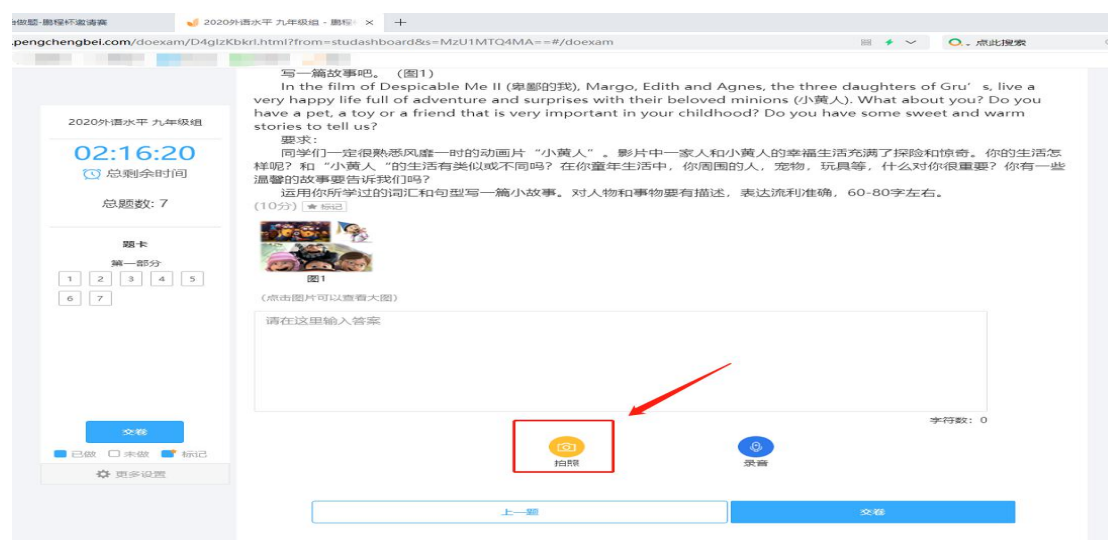 做题-鹏程杯邀请赛
2020外语水平 九年级组 - 鹏程
.pengchengbei.com/doexam/D4glzKbkrl.html?from=studashboard&s=MzU1MTQ4MA==#/doexam
点此搜索
2020外语水平 九年级组
02:16:20
总剩余时间
总题数: 7
题卡
第一部分
1 2 3 4 5
6 7
交卷
已做 未做 标记
更多设置
写一篇故事吧。 (图1)
In the film of Despicable Me II (卑鄙的我), Margo, Edith and Agnes, the three daughters of Gru’s, live a
very happy life full of adventure and surprises with their beloved minions (小黄人). What about you? Do you
have a pet, a toy or a friend that is very important in your childhood? Do you have some sweet and warm
stories to tell us?
要求:
同学们一定很熟悉风靡一时的动画片“小黄人”。影片中一家人和小黄人的幸福生活充满了探险和惊奇。你的生活怎
样呢？和“小黄人“的生活有类似或不同吗？在你童年生活中，你周围的人，宠物，玩具等，什么对你很重要？你有一些
温馨的故事要告诉我们吗？
运用你所学过的词汇和句型写一篇小故事。对人物和事物要有描述，表达流利准确，60-80字左右。
(10分) ★ 标记
图1
(点击图片可以查看大图)
请在这里输入答案
字符数: 0
拍照 录音
上一题 交卷